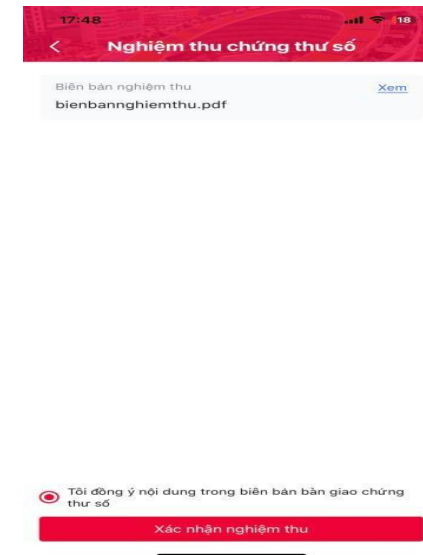 17:48
18
Nghiệm thu chứng thư số
Biên bản nghiệm thu
Xem
bienbannghiemthu.pdf
Tôi đồng ý nội dung trong biên bản bàn giao chứng
thư số
Xác nhận nghiệm thu